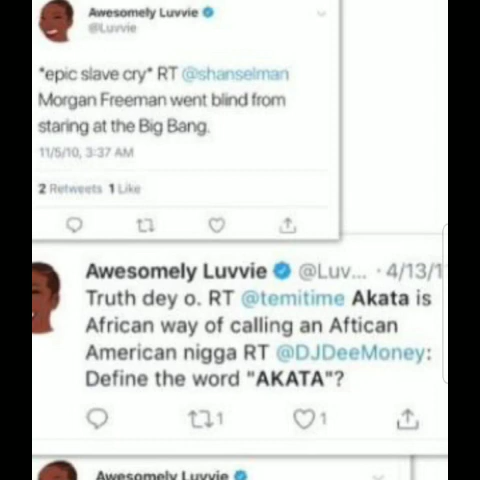 Awesomely Luvvie
@Luvvie
*epic slave cry* RT @shanselman
Morgan Freeman went blind from
staring at the Big Bang.
11/5/10, 3:37 AM
2 Retweets 1 Like
Awesomely Luvvie @Luv... · 4/13/1
Truth dey o. RT @temitime Akata is
African way of calling an Aftican
American nigga RT @DJDeeMoney:
Define the word "AKATA"?
1 1
Awesomely Luvvie